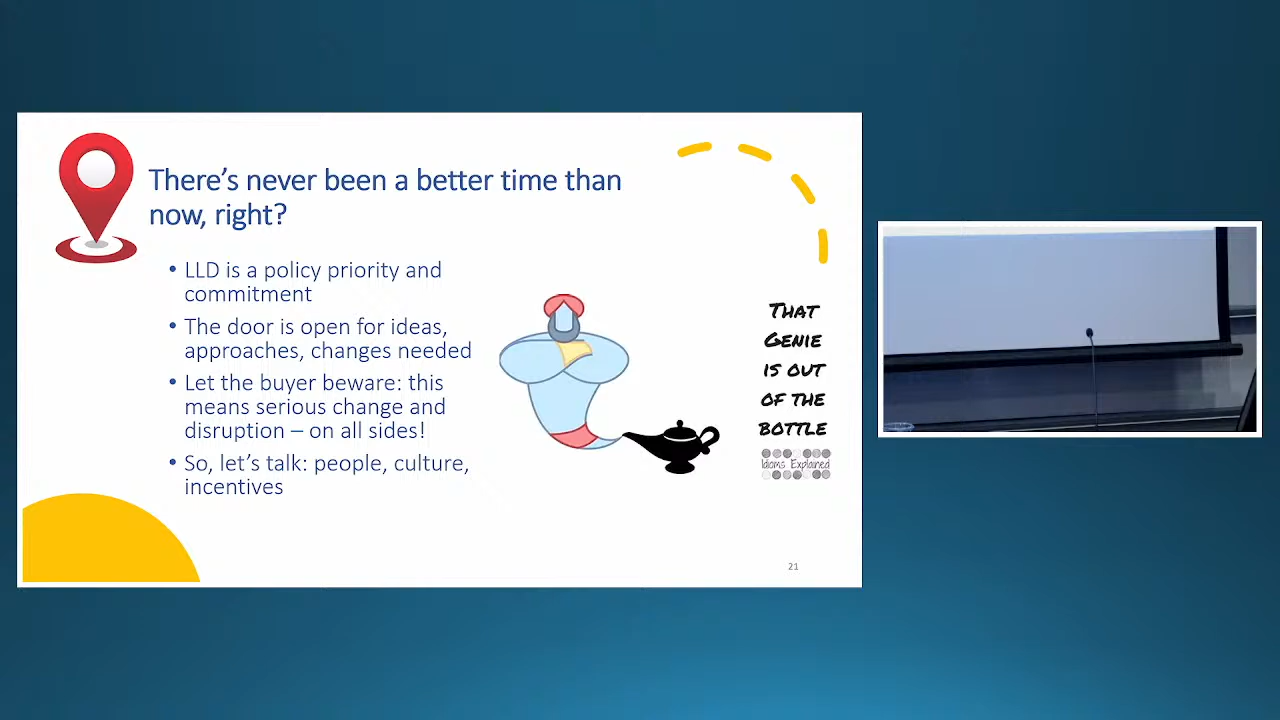 There’s never been a better time than
now, right?
• LLD is a policy priority and
commitment
• The door is open for ideas,
approaches, changes needed
• Let the buyer beware: this
means serious change and
disruption – on all sides!
• So, let’s talk: people, culture,
incentives
THAT
GENIE
IS OUT
OF THE
BOTTLE
Idioms Explained
21